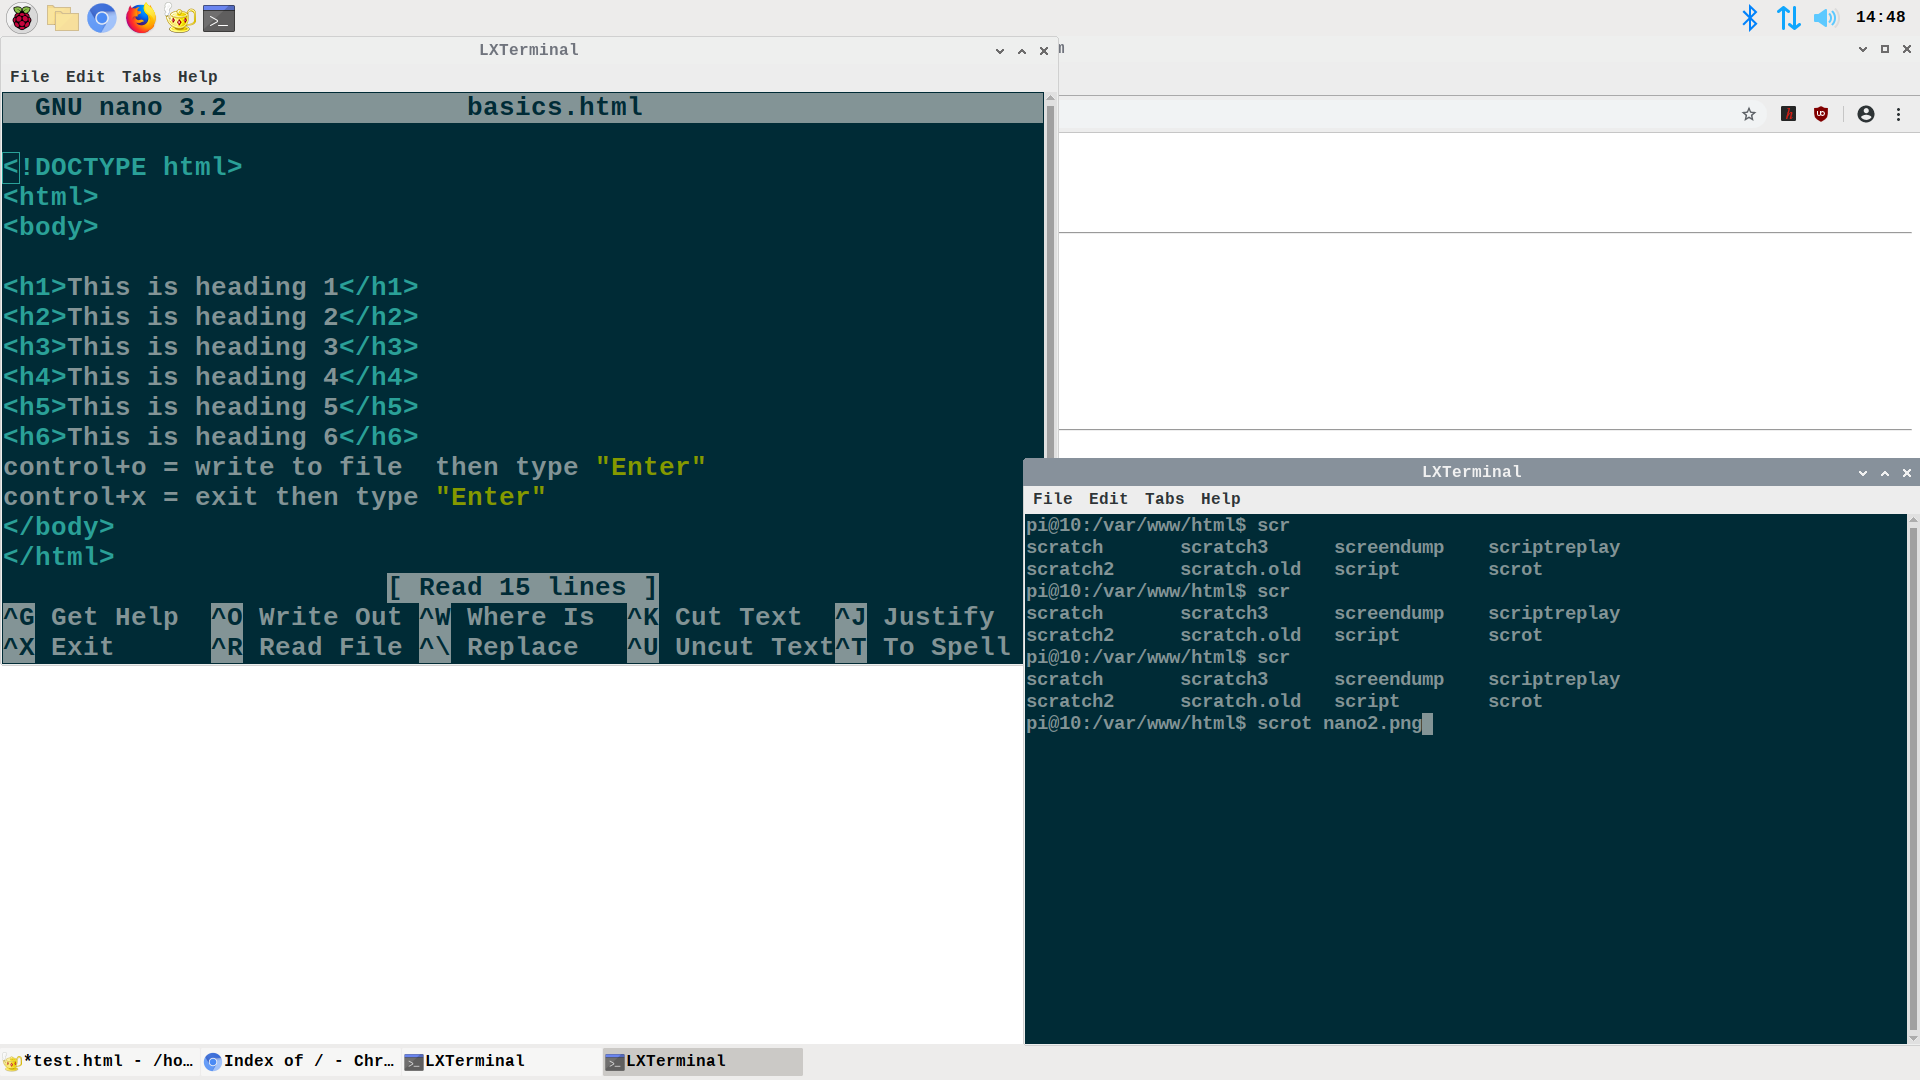 14:48
LXTerminal
File Edit Tabs Help
GNU nano 3.2 basics.html
<!DOCTYPE html>
<html>
<body>
<h1>This is heading 1</h1>
<h2>This is heading 2</h2>
<h3>This is heading 3</h3>
<h4>This is heading 4</h4>
<h5>This is heading 5</h5>
<h6>This is heading 6</h6>
control+o = write to file  then type "Enter"
control+x = exit then type "Enter"
</body>
</html>
[ Read 15 lines ]
^G Get Help ^O Write Out ^W Where Is ^K Cut Text ^J Justify
^X Exit ^R Read File ^\ Replace ^U Uncut Text ^T To Spell
m
LXTerminal
File Edit Tabs Help
pi@10:/var/www/html$ scr
scratch scratch3 screendump scriptreplay
scratch2 scratch.old script scrot
pi@10:/var/www/html$ scr
scratch scratch3 screendump scriptreplay
scratch2 scratch.old script scrot
pi@10:/var/www/html$ scr
scratch scratch3 screendump scriptreplay
scratch2 scratch.old script scrot
pi@10:/var/www/html$ scrot nano2.png
*test.html - /ho... Index of / - Chr... LXTerminal LXTerminal